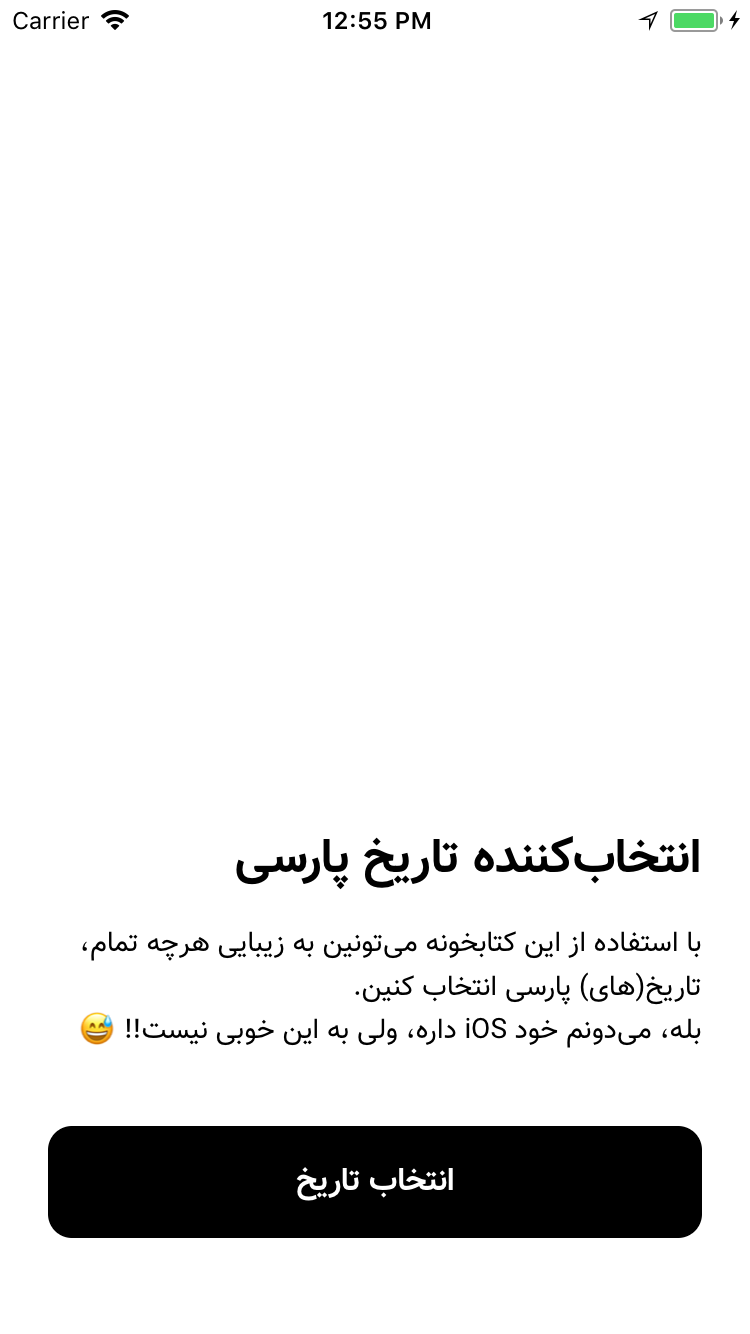 Carrier 12:55 PM
انتخاب‌کننده تاریخ پارسی
با استفاده از این کتابخونه می‌تونین به زیبایی هرچه تمام،
تاریخ(های) پارسی انتخاب کنین.
بله، می‌دونم خود iOS داره، ولی به این خوبی نیست!! 😅
انتخاب تاریخ